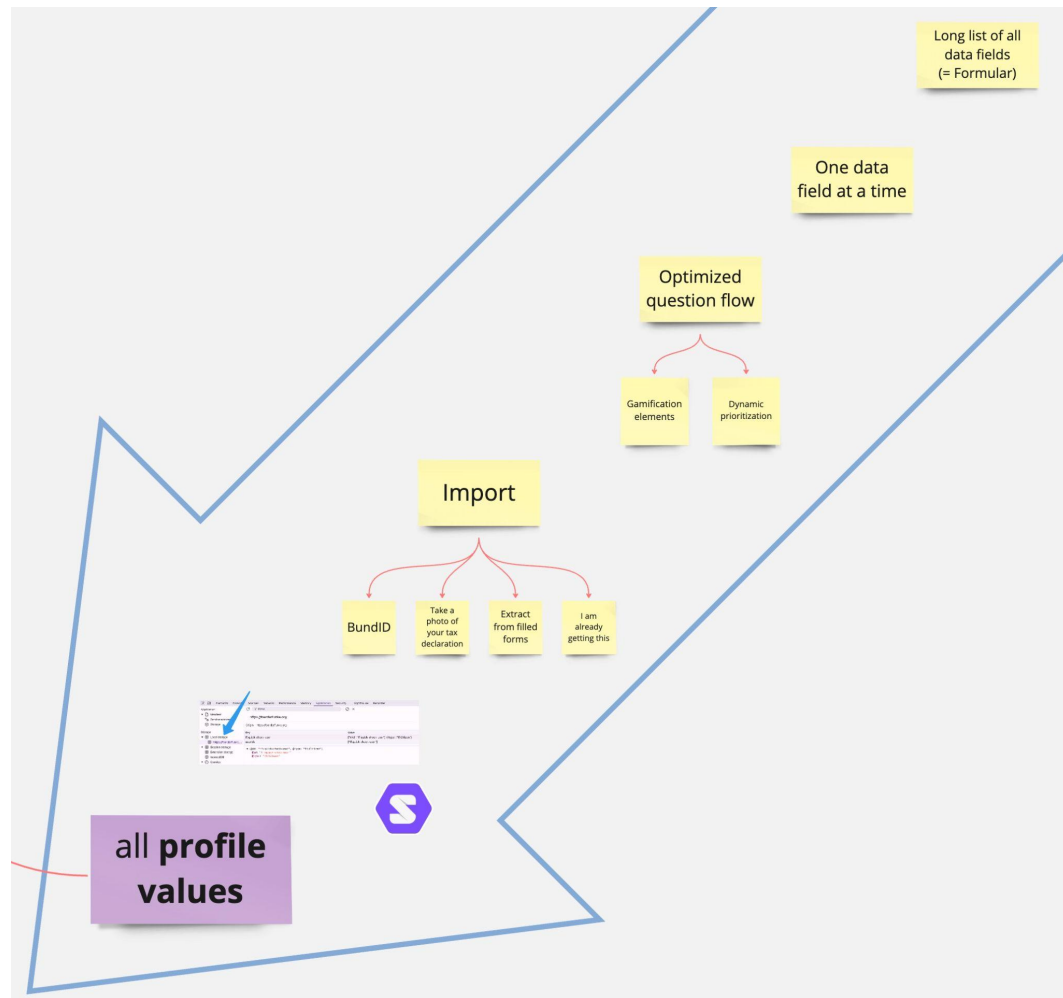 Long list of all
data fields
(= Formular)
One data
field at a time
Optimized
question flow
Gamification
elements
Dynamic
prioritization
Import
BundID
Take a
photo of
your tax
declaration
Extract
from filled
forms
I am
already
getting this
all profile
values